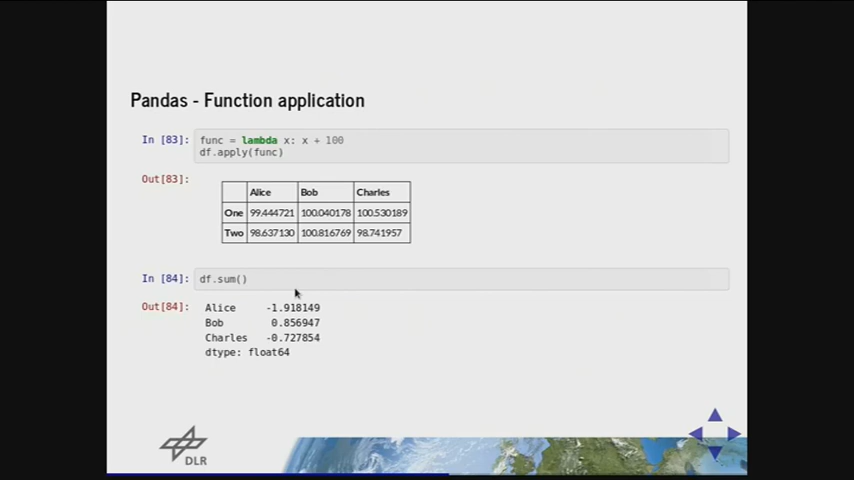 Pandas - Function application
In [83]: func = lambda x: x + 100
df.apply(func)
Out[83]:
Alice Bob Charles
One 99.444721 100.040178 100.530189
Two 98.637130 100.816769 98.741957
In [84]: df.sum()
Out[84]: Alice -1.918149
Bob 0.856947
Charles -0.727854
dtype: float64
DLR